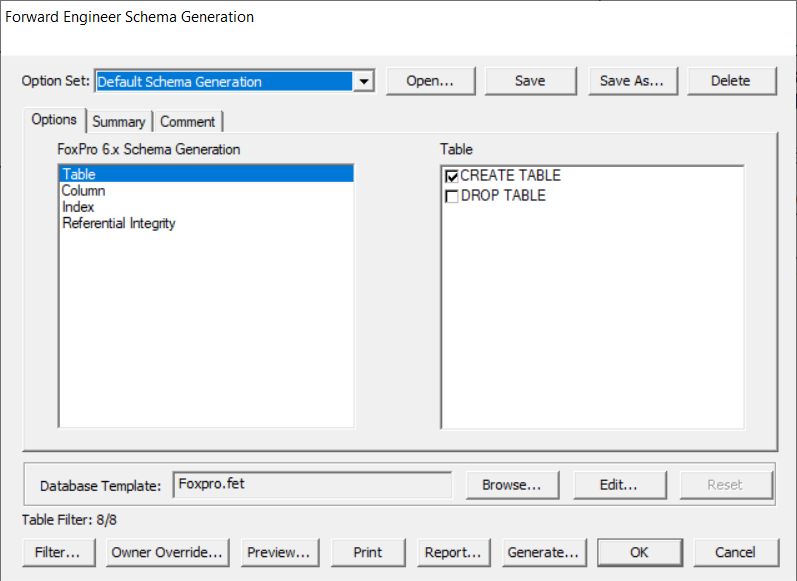 Forward Engineer Schema Generation
Option Set: Default Schema Generation Open... Save Save As... Delete
Options Summary Comment
FoxPro 6.x Schema Generation Table
Table CREATE TABLE
Column DROP TABLE
Index
Referential Integrity
Database Template: Foxpro.fet Browse... Edit... Reset
Table Filter: 8/8
Filter... Owner Override... Preview... Print Report... Generate... OK Cancel